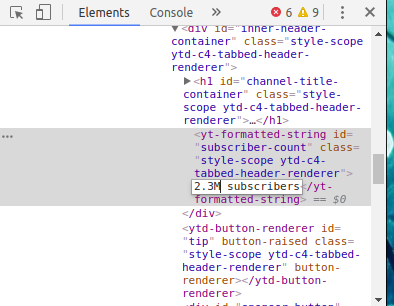 Elements Console » 6 9
▼<div id="inner-header-
container" class="style-
scope ytd-c4-tabbed-header-
renderer">
▶<h1 id="channel-title-
container" class="style-
scope ytd-c4-tabbed-header-
renderer">…</h1>
… <yt-formatted-string id=
"subscriber-count" class=
"style-scope ytd-c4-
tabbed-header-renderer">
2.3M subscribers</yt-
formatted-string> == $0
</div>
<ytd-button-renderer id=
"tip" button-raised class=
"style-scope ytd-c4-tabbed-
header-renderer" button-
renderer></ytd-button-
renderer>